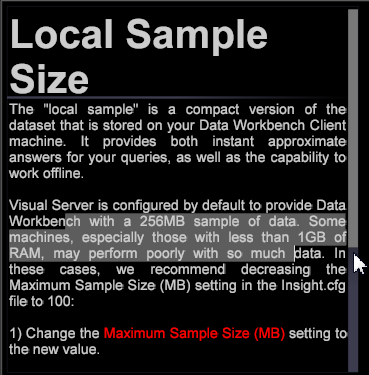 Local Sample
Size
The "local sample" is a compact version of the
dataset that is stored on your Data Workbench Client
machine. It provides both instant approximate
answers for your queries, as well as the capability to
work offline.
Visual Server is configured by default to provide Data
Workbench with a 256MB sample of data. Some
machines, especially those with less than 1GB of
RAM, may perform poorly with so much data. In
these cases, we recommend decreasing the
Maximum Sample Size (MB) setting in the Insight.cfg
file to 100:
1) Change the Maximum Sample Size (MB) setting to
the new value.